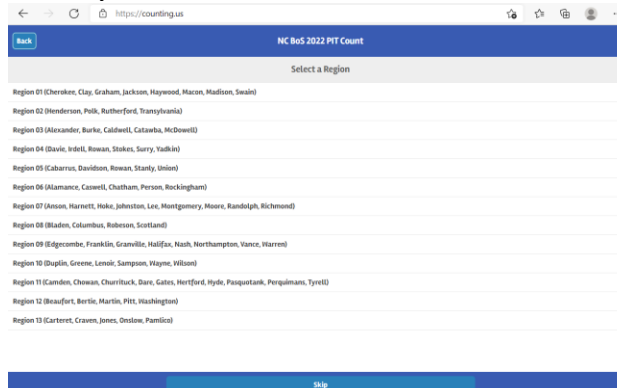 https://counting.us
Back
NC BoS 2022 PIT Count
Select a Region
Region 01 (Cherokee, Clay, Graham, Jackson, Haywood, Macon, Madison, Swain)
Region 02 (Henderson, Polk, Rutherford, Transylvania)
Region 03 (Alexander, Burke, Caldwell, Catawba, McDowell)
Region 04 (Davie, Iredell, Rowan, Stokes, Surry, Yadkin)
Region 05 (Cabarrus, Davidson, Rowan, Stanly, Union)
Region 06 (Alamance, Caswell, Chatham, Person, Rockingham)
Region 07 (Anson, Harnett, Hoke, Johnston, Lee, Montgomery, Moore, Randolph, Richmond)
Region 08 (Bladen, Columbus, Robeson, Scotland)
Region 09 (Edgecombe, Franklin, Granville, Halifax, Nash, Northampton, Vance, Warren)
Region 10 (Duplin, Greene, Lenoir, Sampson, Wayne, Wilson)
Region 11 (Camden, Chowan, Churrituck, Dare, Gates, Hertford, Hyde, Pasquotank, Perquimans, Tyrell)
Region 12 (Beaufort, Bertie, Martin, Pitt, Washington)
Region 13 (Carteret, Craven, Jones, Onslow, Pamlico)
Skip